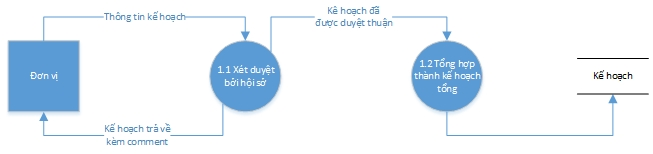 Thông tin kế hoạch
Kê hoạch đã
được duyệt thuận
Đơn vị
1.1 Xét duyệt
bởi hội sở
1.2 Tổng hợp
thành kế hoạch
tổng
Kế hoạch
Kế hoạch trả về
kèm comment